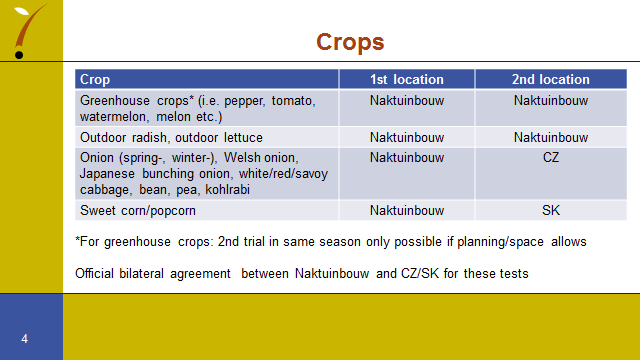 Crops
Crop 1st location 2nd location
Greenhouse crops* (i.e. pepper, tomato, Naktuinbouw Naktuinbouw
watermelon, melon etc.)
Outdoor radish, outdoor lettuce Naktuinbouw Naktuinbouw
Onion (spring-, winter-), Welsh onion, Naktuinbouw CZ
Japanese bunching onion, white/red/savoy
cabbage, bean, pea, kohlrabi
Sweet corn/popcorn Naktuinbouw SK
*For greenhouse crops: 2nd trial in same season only possible if planning/space allows
Official bilateral agreement between Naktuinbouw and CZ/SK for these tests
4